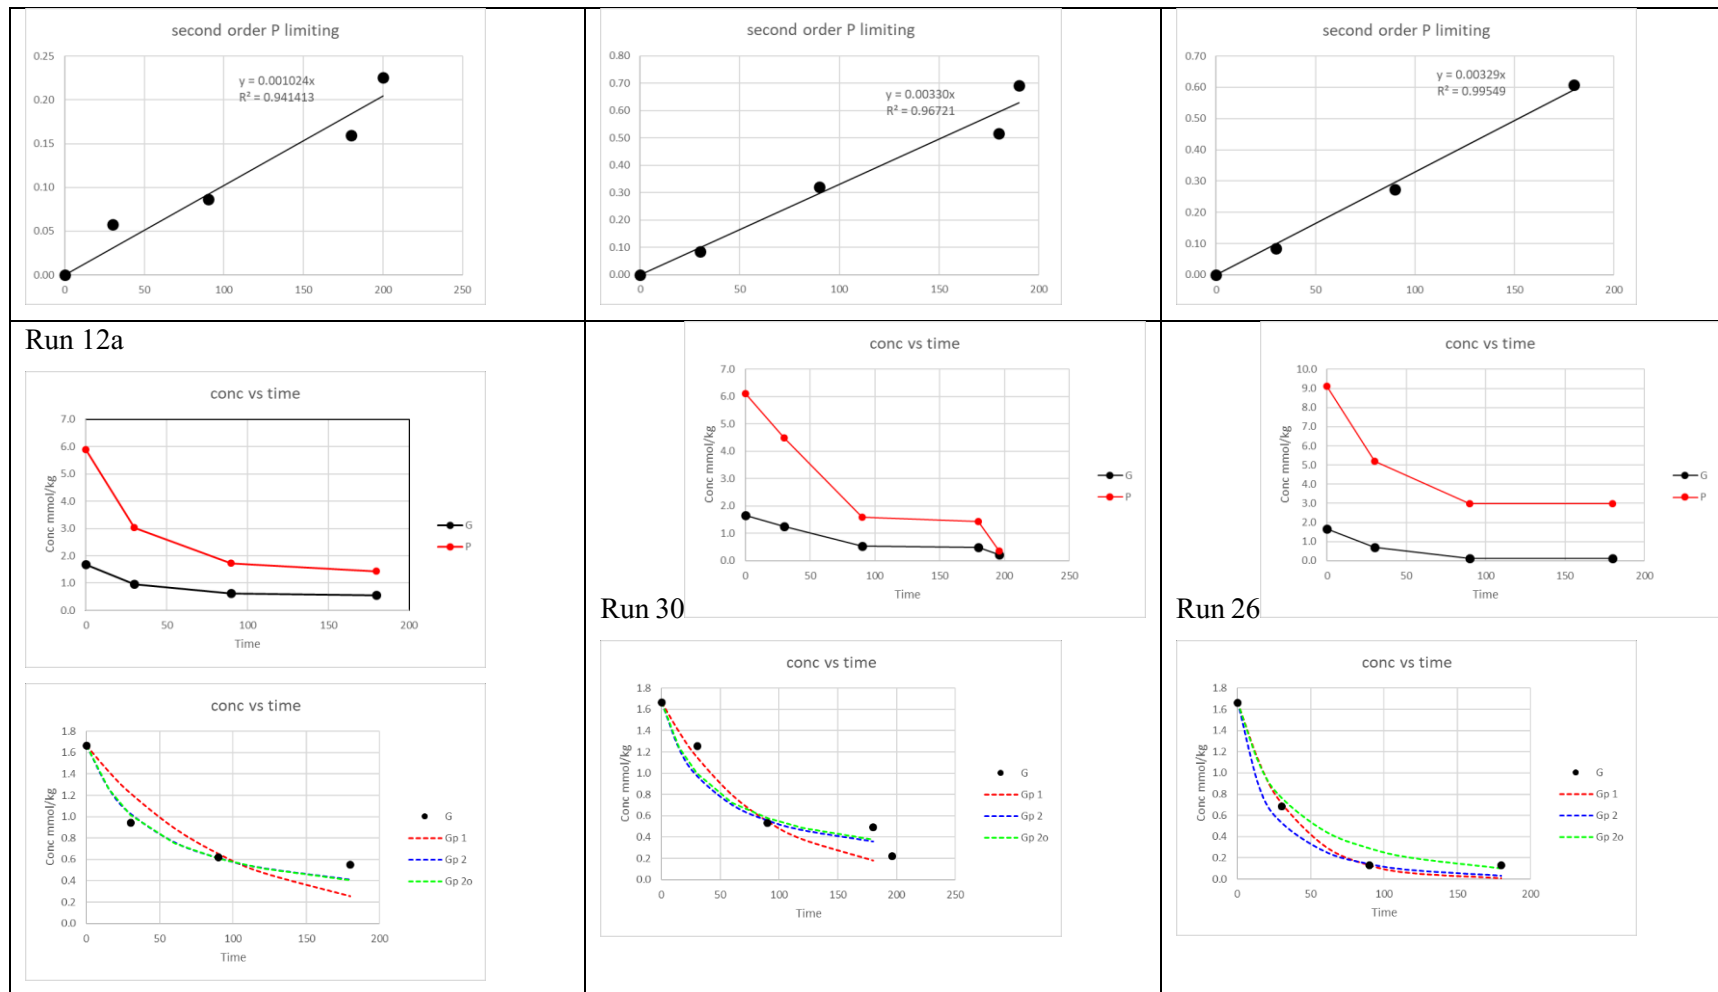 second order P limiting
0.25
0.20
0.15
0.10
0.05
0.00
y = 0.001024x
R² = 0.941413
0 50 100 150 200 250
second order P limiting
0.80
0.70
0.60
0.50
0.40
0.30
0.20
0.10
0.00
y = 0.00330x
R² = 0.96721
0 50 100 150 200
second order P limiting
0.70
0.60
0.50
0.40
0.30
0.20
0.10
0.00
y = 0.00329x
R² = 0.99549
0 50 100 150 200
Run 12a
conc vs time
7.0
6.0
5.0
4.0
3.0
2.0
1.0
0.0
Conc mmol/kg
0 50 100 150 200
Time
G
P
conc vs time
1.8
1.6
1.4
1.2
1.0
0.8
0.6
0.4
0.2
0.0
Conc mmol/kg
0 50 100 150 200
Time
G
Gp 1
Gp 2
Gp 2o
conc vs time
7.0
6.0
5.0
4.0
3.0
2.0
1.0
0.0
Conc mmol/kg
0 50 100 150 200 250
Time
G
P
Run 30
conc vs time
1.8
1.6
1.4
1.2
1.0
0.8
0.6
0.4
0.2
0.0
Conc mmol/kg
0 50 100 150 200 250
Time
G
Gp 1
Gp 2
Gp 2o
conc vs time
10.0
9.0
8.0
7.0
6.0
5.0
4.0
3.0
2.0
1.0
0.0
Conc mmol/kg
0 50 100 150 200
Time
G
P
Run 26
conc vs time
1.8
1.6
1.4
1.2
1.0
0.8
0.6
0.4
0.2
0.0
Conc mmol/kg
0 50 100 150 200
Time
G
Gp 1
Gp 2
Gp 2o